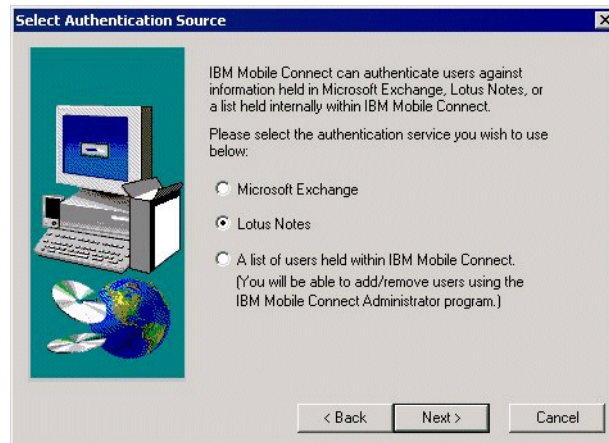 Select Authentication Source
IBM Mobile Connect can authenticate users against
information held in Microsoft Exchange, Lotus Notes, or
a list held internally within IBM Mobile Connect.
Please select the authentication service you wish to use
below:
Microsoft Exchange
Lotus Notes
A list of users held within IBM Mobile Connect.
(You will be able to add/remove users using the
IBM Mobile Connect Administrator program.)
< Back
Next >
Cancel